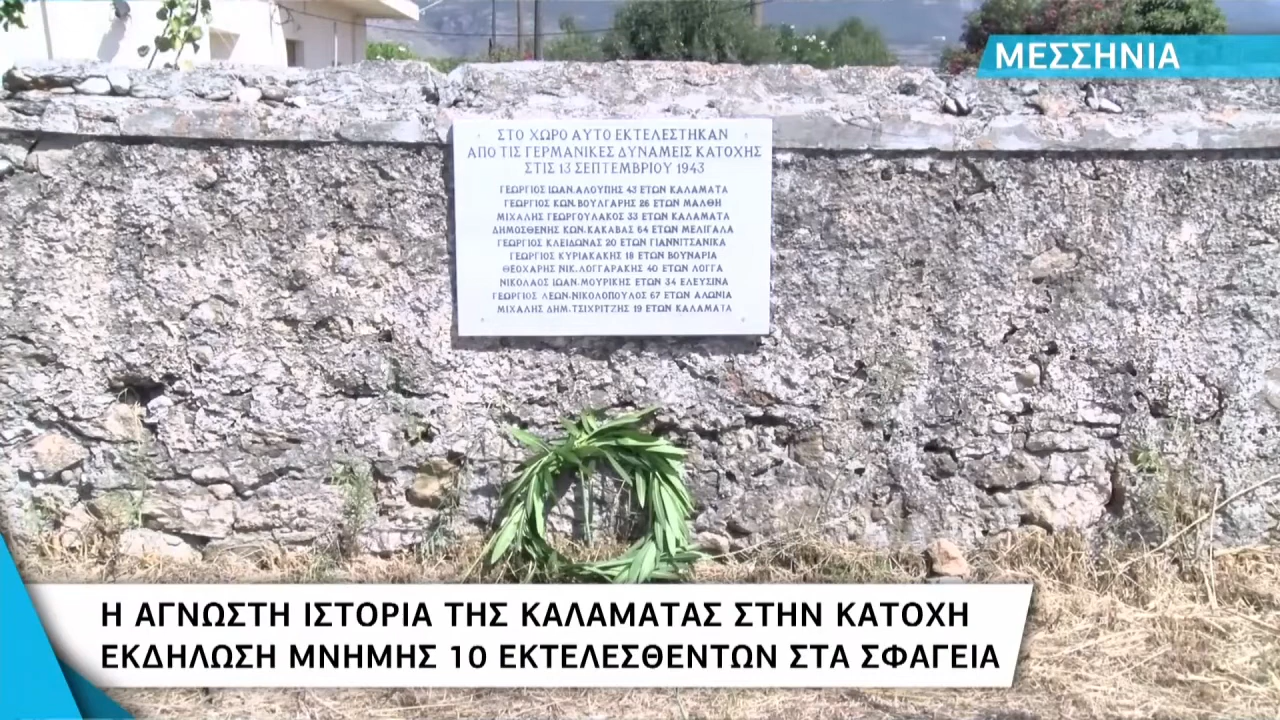 ΜΕΣΣΗΝΙΑ
ΣΤΟ ΧΩΡΟ ΑΥΤΟ ΕΚΤΕΛΕΣΤΗΚΑΝ
ΑΠΟ ΤΙΣ ΓΕΡΜΑΝΙΚΕΣ ΔΥΝΑΜΕΙΣ ΚΑΤΟΧΗΣ
ΣΤΙΣ 13 ΣΕΠΤΕΜΒΡΙΟΥ 1943
ΓΕΩΡΓΙΟΣ ΙΩΑΝ. ΑΛΟΥΠΗΣ 43 ΕΤΩΝ ΚΑΛΑΜΑΤΑ
ΓΕΩΡΓΙΟΣ ΚΩΝ. ΒΟΥΛΓΑΡΗΣ 26 ΕΤΩΝ ΜΑΛΘΗ
ΜΙΧΑΛΗΣ ΓΕΩΡΓΟΥΛΑΚΟΣ 33 ΕΤΩΝ ΚΑΛΑΜΑΤΑ
ΔΗΜΟΣΘΕΝΗΣ ΚΩΝ. ΚΑΚΑΒΑΣ 64 ΕΤΩΝ ΜΕΛΙΓΑΛΑ
ΓΕΩΡΓΙΟΣ ΚΛΕΙΔΩΝΑΣ 20 ΕΤΩΝ ΓΙΑΝΝΙΤΣΑΝΙΚΑ
ΓΕΩΡΓΙΟΣ ΚΥΡΙΑΚΑΚΗΣ 18 ΕΤΩΝ ΒΟΥΝΑΡΙΑ
ΘΕΟΧΑΡΗΣ ΝΙΚ. ΛΟΓΓΑΡΑΚΗΣ 40 ΕΤΩΝ ΛΟΓΓΑ
ΝΙΚΟΛΑΟΣ ΙΩΑΝ. ΜΟΥΡΙΚΗΣ ΕΤΩΝ 34 ΕΛΕΥΣΙΝΑ
ΓΕΩΡΓΙΟΣ ΛΕΩΝ. ΝΙΚΟΛΟΠΟΥΛΟΣ 67 ΕΤΩΝ ΑΛΩΝΙΑ
ΜΙΧΑΛΗΣ ΔΗΜ. ΤΣΙΧΡΙΤΖΗΣ 19 ΕΤΩΝ ΚΑΛΑΜΑΤΑ
Η ΑΓΝΩΣΤΗ ΙΣΤΟΡΙΑ ΤΗΣ ΚΑΛΑΜΑΤΑΣ ΣΤΗΝ ΚΑΤΟΧΗ
ΕΚΔΗΛΩΣΗ ΜΝΗΜΗΣ 10 ΕΚΤΕΛΕΣΘΕΝΤΩΝ ΣΤΑ ΣΦΑΓΕΙΑ